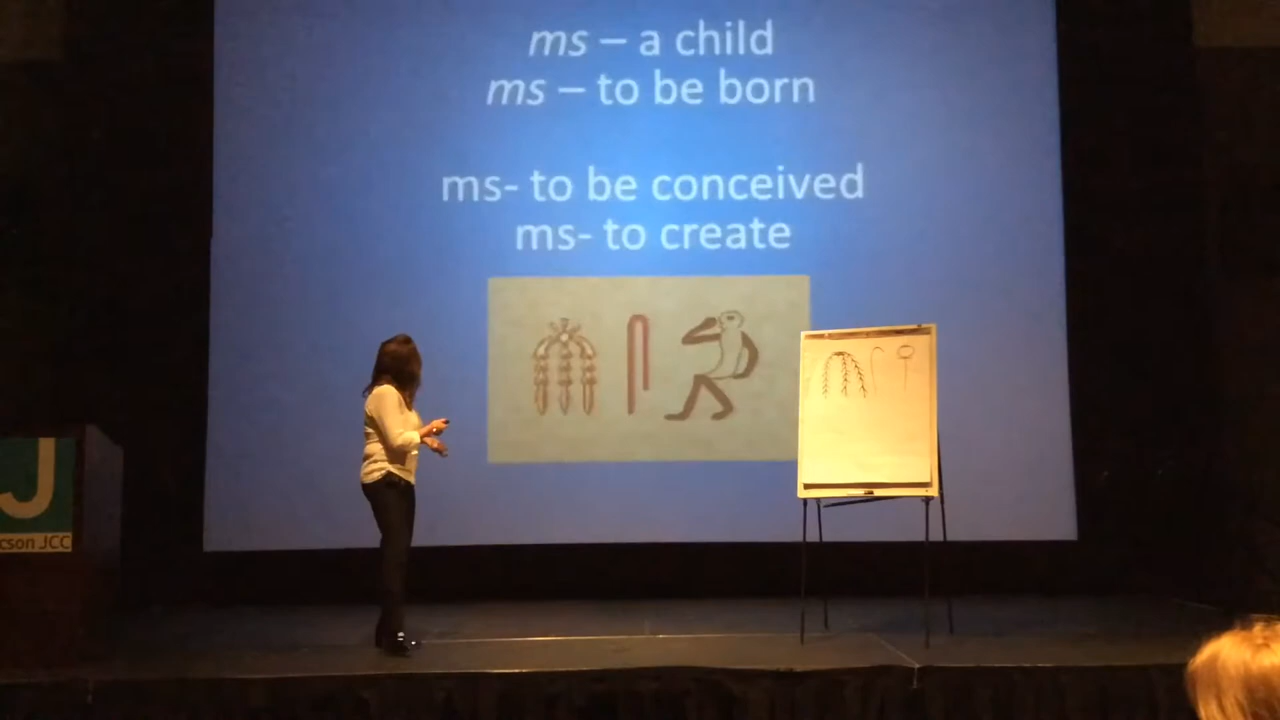 ms – a child
ms – to be born
ms- to be conceived
ms- to create
J
cson JCC